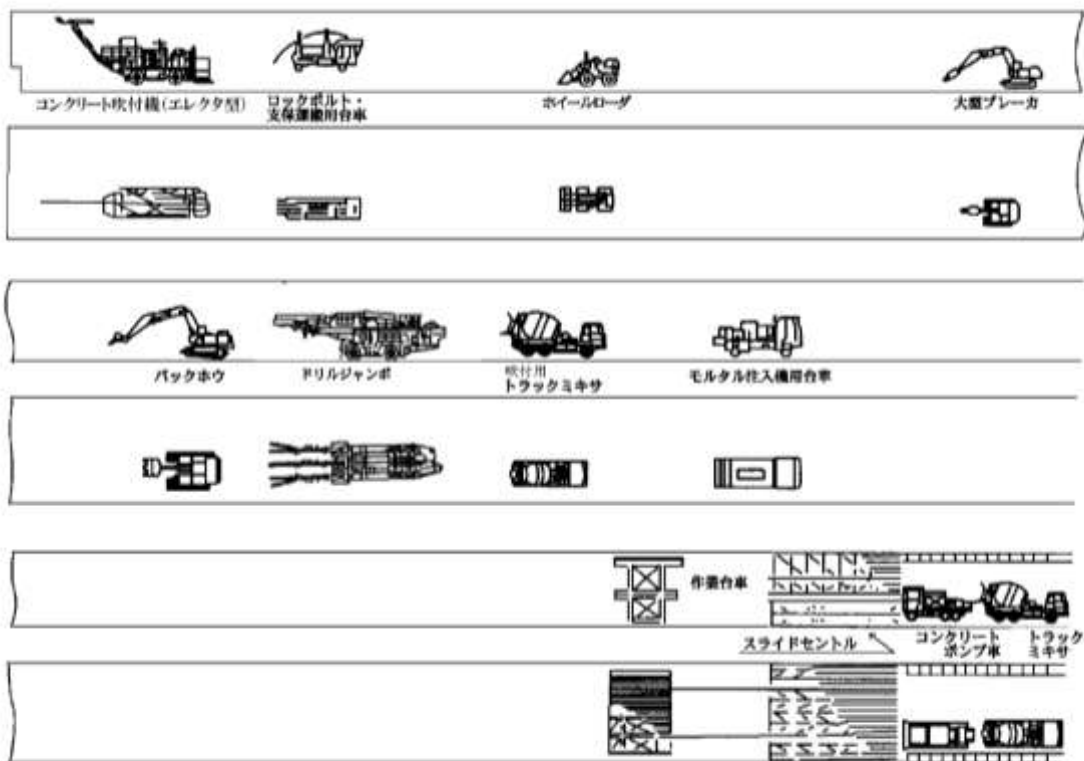 コンクリート吹付機(エレクタ型)
ロックボルト・
支保運搬用台車
ホイールローダ
大型ブレーカ
バックホウ
ドリルジャンボ
吹付用
トラックミキサ
モルタル注入機用台車
作業台車
スライドセントル
コンクリート
ポンプ車
トラック
ミキサ